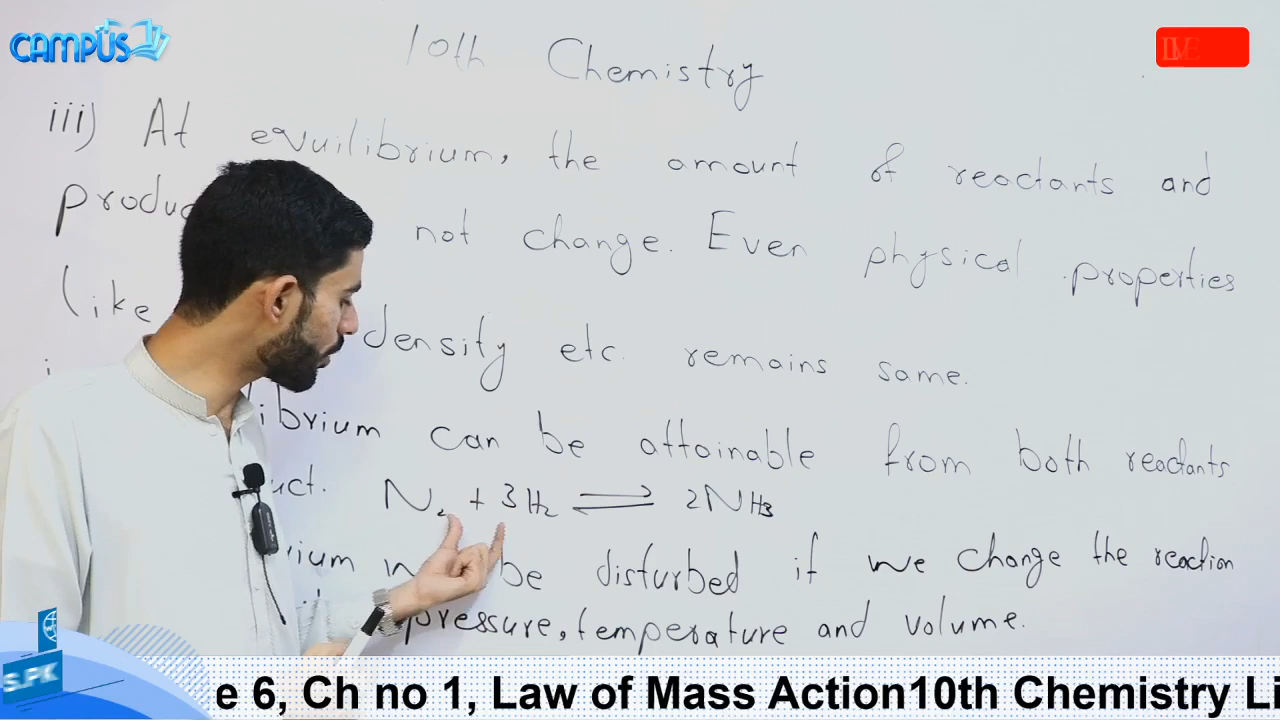 CAMPUS
10th Chemistry
iii) At equilibrium, the amount of reactants and
produc not change. Even physical properties
like density etc. remains same.
ibrium can be attainable from both reactants
uct. N2 + 3H2 ⇌ 2NH3
ium be disturbed if we change the reaction
pressure, temperature and volume.
S.PK
e 6, Ch no 1, Law of Mass Action10th Chemistry Li